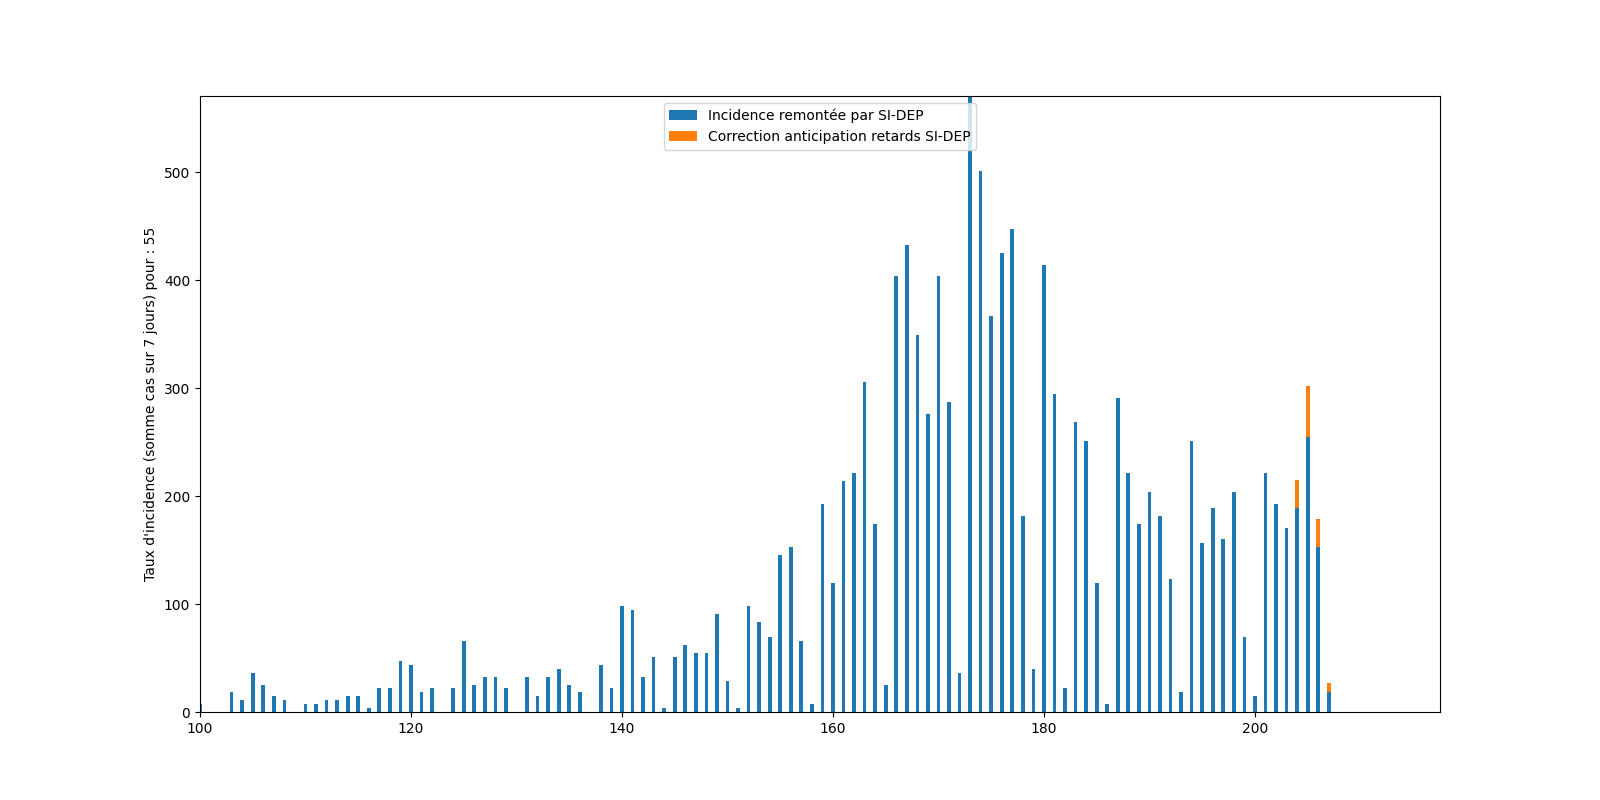 Incidence remontée par SI-DEP
Correction anticipation retards SI-DEP
Taux d'incidence (somme cas sur 7 jours) pour : 55
500
400
300
200
100
0
100 120 140 160 180 200